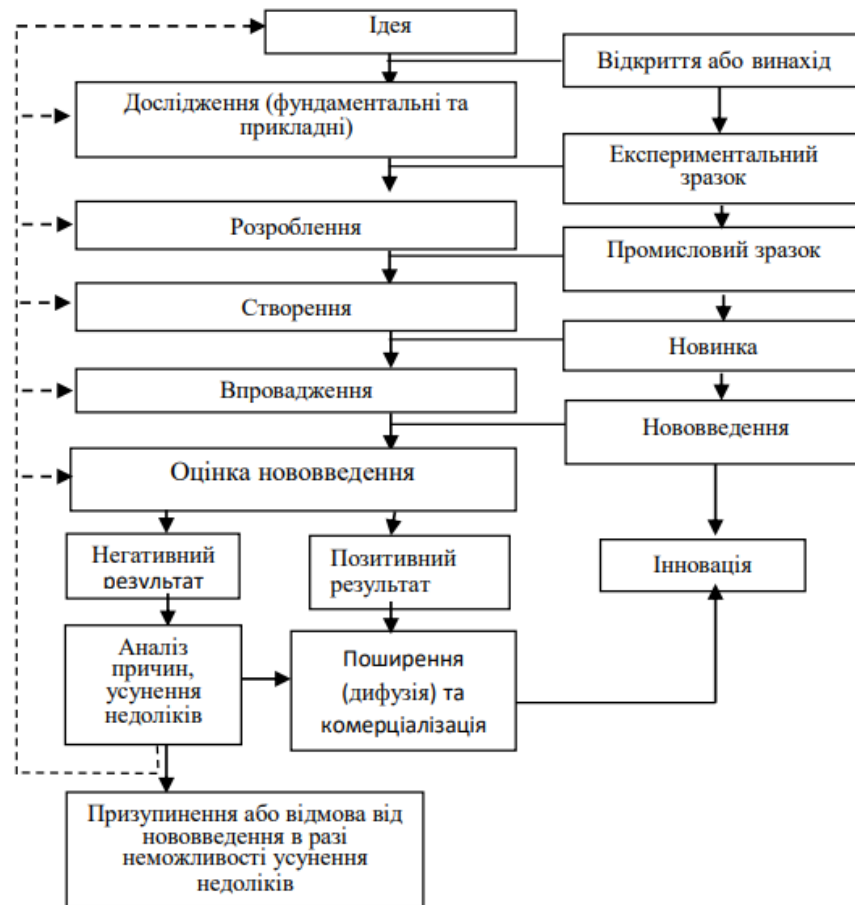 Ідея
Відкриття або винахід
Дослідження (фундаментальні та
прикладні)
Експериментальний
зразок
Розроблення
Промисловий зразок
Створення
Новинка
Впровадження
Нововведення
Оцінка нововведення
Негативний
результат
Позитивний
результат
Інновація
Аналіз
причин,
усунення
недоліків
Поширення
(дифузія) та
комерціалізація
Призупинення або відмова від
нововведення в разі
неможливості усунення
недоліків